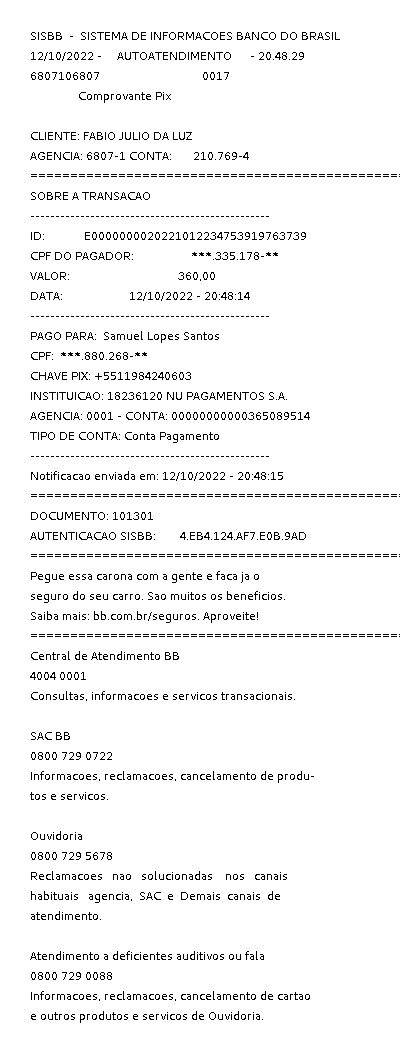 SISBB - SISTEMA DE INFORMACOES BANCO DO BRASIL
12/10/2022 - AUTOATENDIMENTO - 20.48.29
6807106807 0017
Comprovante Pix
CLIENTE: FABIO JULIO DA LUZ
AGENCIA: 6807-1 CONTA: 210.769-4
================================================
SOBRE A TRANSACAO
------------------------------------------------
ID: E00000000202210122347539197637​39
CPF DO PAGADOR: ***.335.178-**
VALOR: 360,00
DATA: 12/10/2022 - 20:48:14
------------------------------------------------
PAGO PARA: Samuel Lopes Santos
CPF: ***.880.268-**
CHAVE PIX: +5511984240603
INSTITUICAO: 18236120 NU PAGAMENTOS S.A.
AGENCIA: 0001 - CONTA: 00000000000365089514
TIPO DE CONTA: Conta Pagamento
------------------------------------------------
Notificacao enviada em: 12/10/2022 - 20:48:15
================================================
DOCUMENTO: 101301
AUTENTICACAO SISBB: 4.EB4.124.AF7.E0B.9AD
================================================
Pegue essa carona com a gente e faca ja o
seguro do seu carro. Sao muitos os beneficios.
Saiba mais: bb.com.br/seguros. Aproveite!
================================================
Central de Atendimento BB
4004 0001
Consultas, informacoes e servicos transacionais.
SAC BB
0800 729 0722
Informacoes, reclamacoes, cancelamento de produ-
tos e servicos.
Ouvidoria
0800 729 5678
Reclamacoes nao solucionadas nos canais
habituais agencia, SAC e Demais canais de
atendimento.
Atendimento a deficientes auditivos ou fala
0800 729 0088
Informacoes, reclamacoes, cancelamento de cartao
e outros produtos e servicos de Ouvidoria.